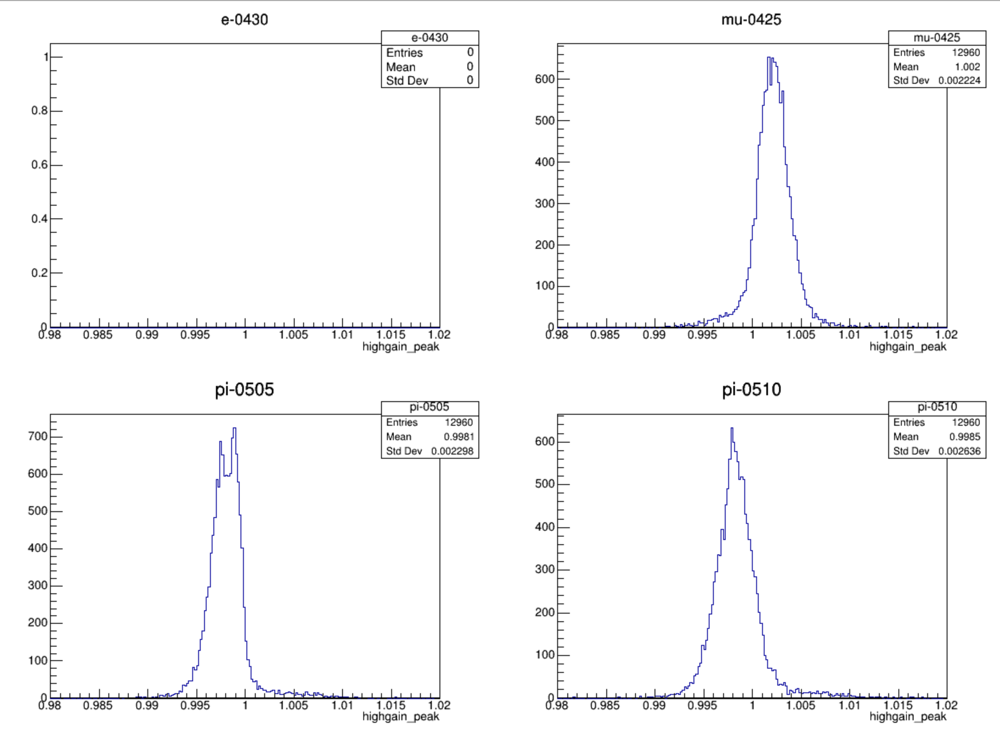 e-0430
e-0430
Entries 0
Mean 0
Std Dev 0
1
0.8
0.6
0.4
0.2
0
0.98 0.985 0.99 0.995 1 1.005 1.01 1.015 1.02
highgain_peak
mu-0425
mu-0425
Entries 12960
Mean 1.002
Std Dev 0.002224
600
500
400
300
200
100
0
0.98 0.985 0.99 0.995 1 1.005 1.01 1.015 1.02
highgain_peak
pi-0505
pi-0505
Entries 12960
Mean 0.9981
Std Dev 0.002298
700
600
500
400
300
200
100
0
0.98 0.985 0.99 0.995 1 1.005 1.01 1.015 1.02
highgain_peak
pi-0510
pi-0510
Entries 12960
Mean 0.9985
Std Dev 0.002636
600
500
400
300
200
100
0
0.98 0.985 0.99 0.995 1 1.005 1.01 1.015 1.02
highgain_peak